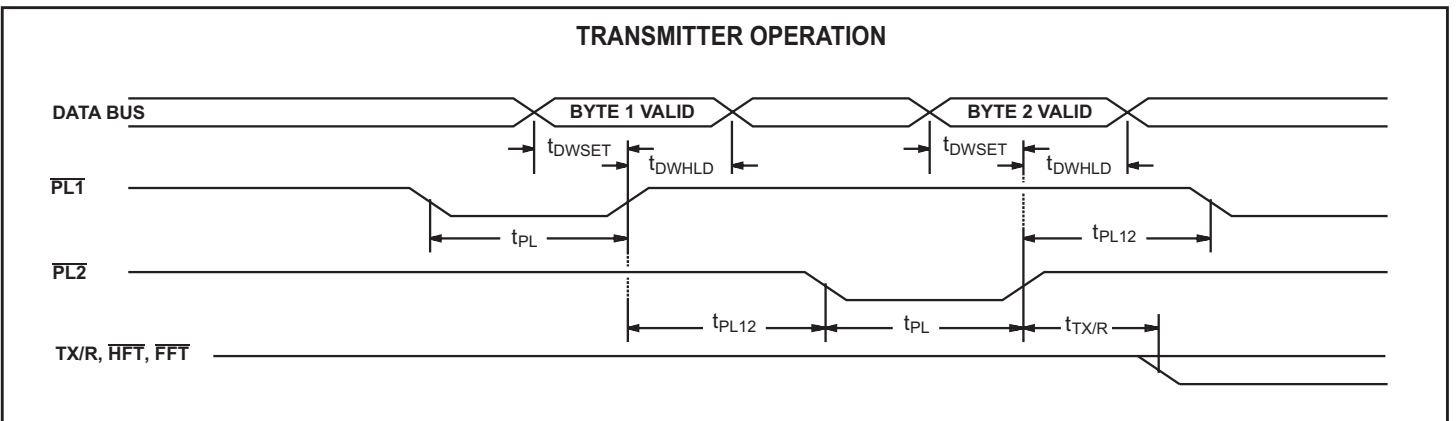 TRANSMITTER OPERATION
DATA BUS BYTE 1 VALID BYTE 2 VALID
tDWSET tDWHLD tDWSET tDWHLD
PL1
tPL tPL12
PL2
tPL12 tPL tTX/R
TX/R, HFT, FFT